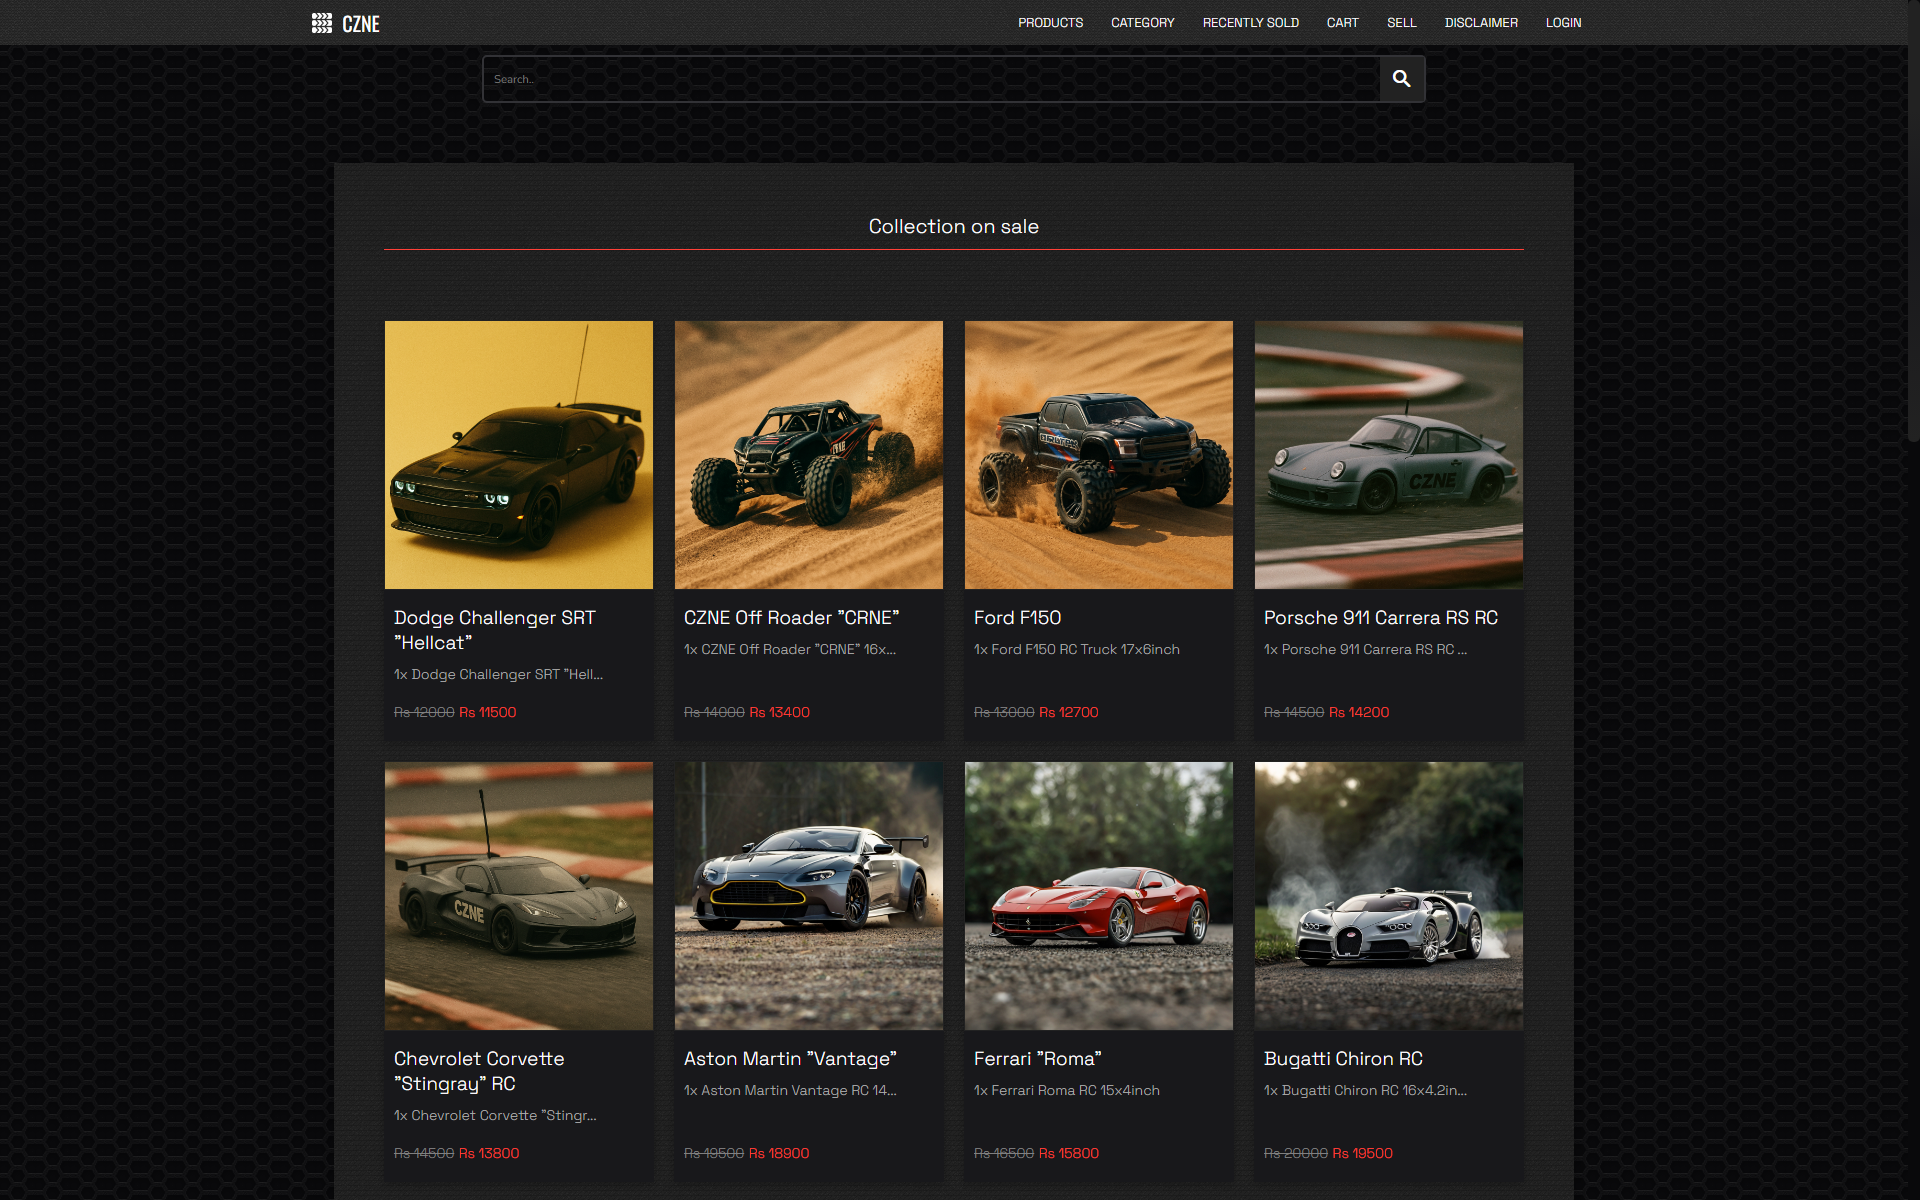 CZNE
PRODUCTS CATEGORY RECENTLY SOLD CART SELL DISCLAIMER LOGIN
Search..
Collection on sale
CZNE
Dodge Challenger SRT
"Hellcat"
1x Dodge Challenger SRT "Hell...
Rs 12000 Rs 11500
CZNE Off Roader "CRNE"
1x CZNE Off Roader "CRNE" 16x...
Rs 14000 Rs 13400
Ford F150
1x Ford F150 RC Truck 17x6inch
Rs 13000 Rs 12700
Porsche 911 Carrera RS RC
1x Porsche 911 Carrera RS RC ...
Rs 14500 Rs 14200
CZNE
Chevrolet Corvette
"Stingray" RC
1x Chevrolet Corvette "Stingr...
Rs 14500 Rs 13800
Aston Martin "Vantage"
1x Aston Martin Vantage RC 14...
Rs 19500 Rs 18900
Ferrari "Roma"
1x Ferrari Roma RC 15x4inch
Rs 16500 Rs 15800
Bugatti Chiron RC
1x Bugatti Chiron RC 16x4.2in...
Rs 20000 Rs 19500